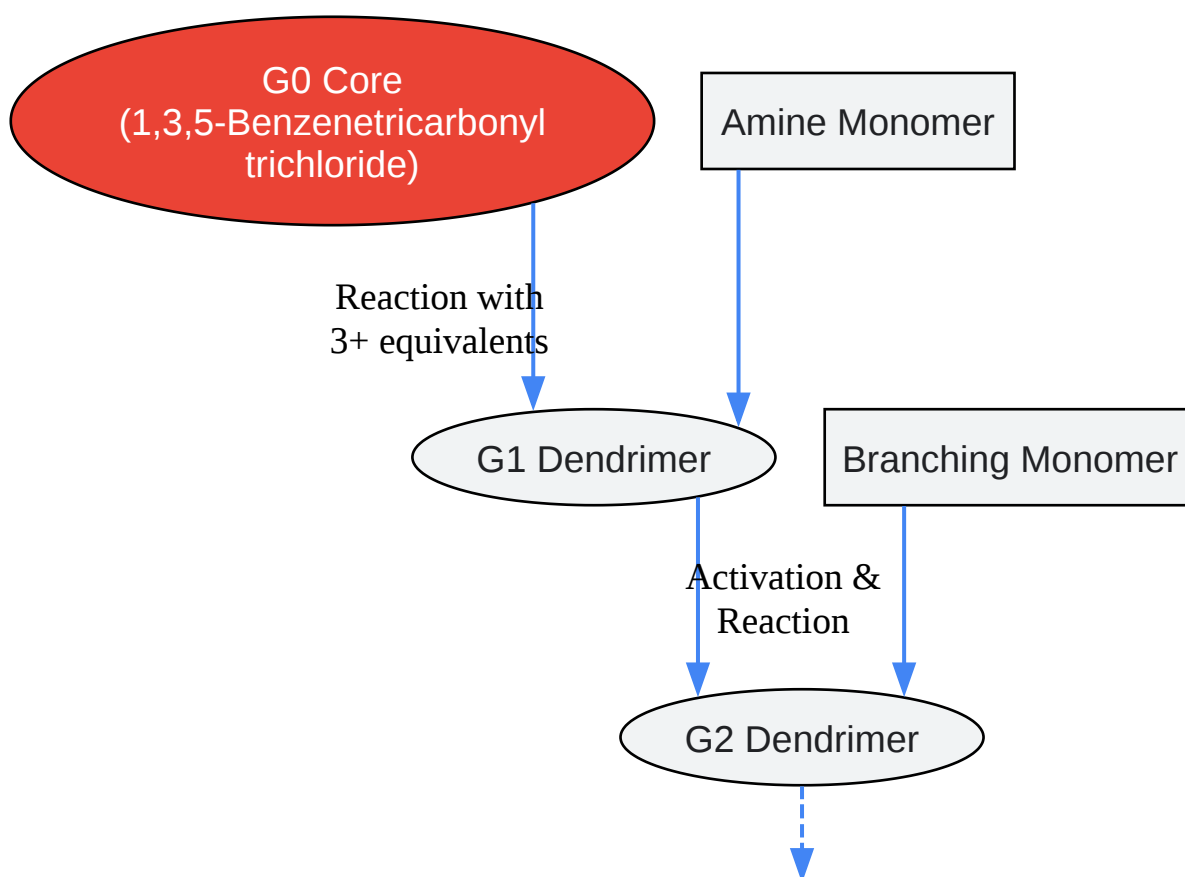 G0 Core
(1,3,5-Benzenetricarbonyl
trichloride)
Amine Monomer
Reaction with
3+ equivalents
G1 Dendrimer
Branching Monomer
Activation &
Reaction
G2 Dendrimer